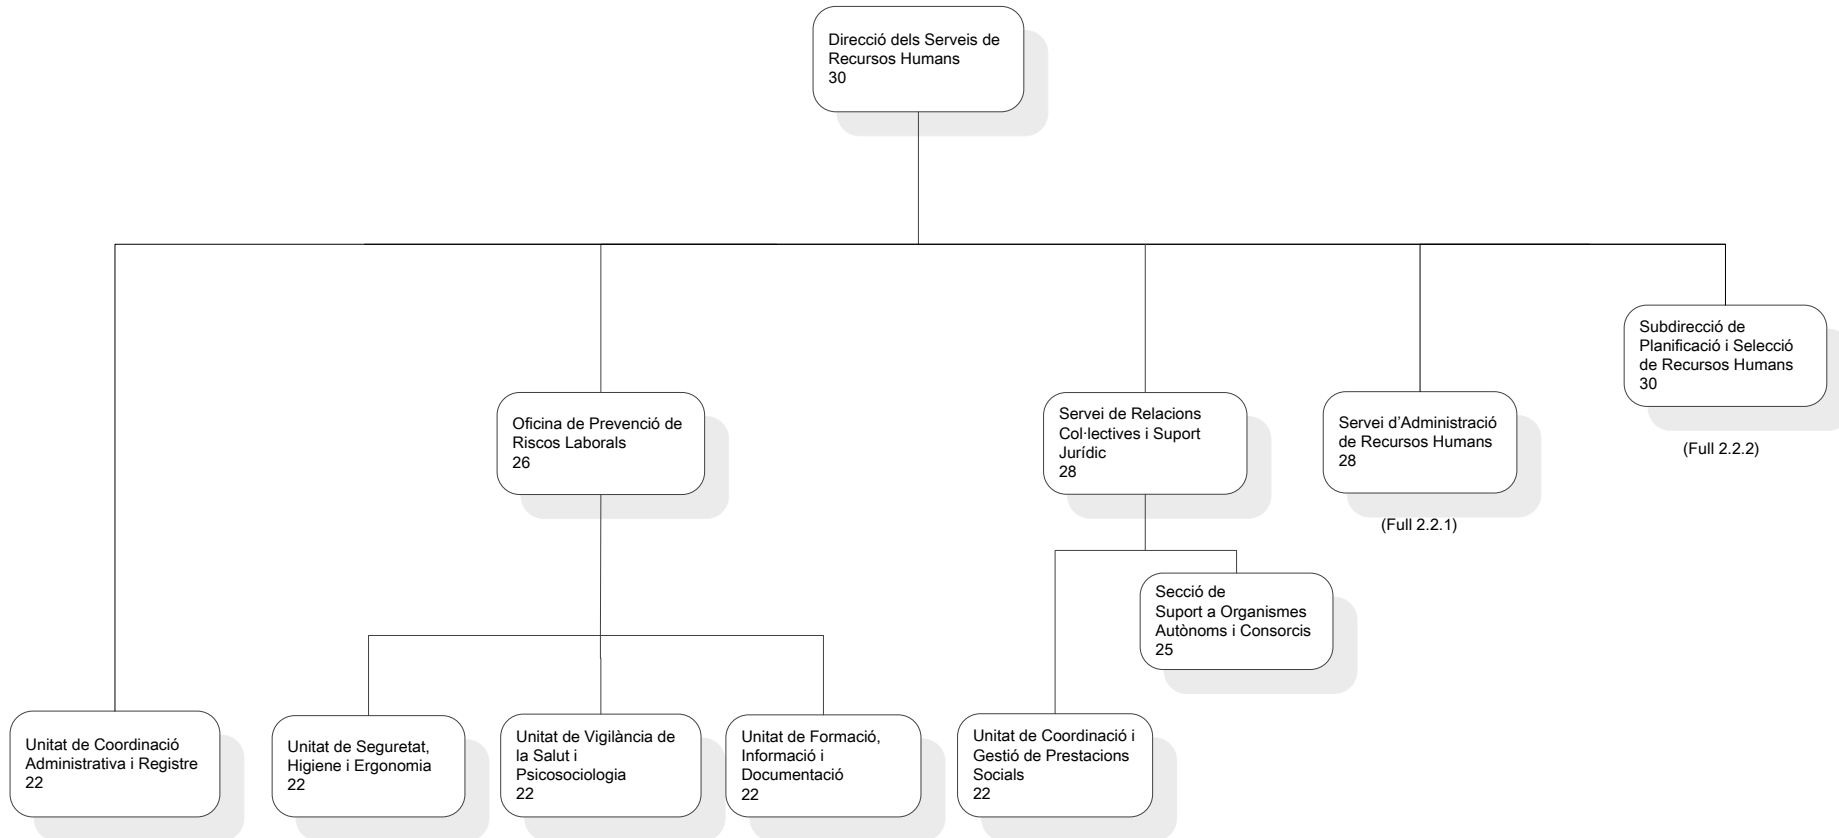 Direcció dels Serveis de
Recursos Humans
30
Subdirecció de
Planificació i Selecció
de Recursos Humans
30
(Full 2.2.2)
Oficina de Prevenció de
Riscos Laborals
26
Servei de Relacions
Col·lectives i Suport
Jurídic
28
Servei d’Administració
de Recursos Humans
28
(Full 2.2.1)
Secció de
Suport a Organismes
Autònoms i Consorcis
25
Unitat de Coordinació
Administrativa i Registre
22
Unitat de Seguretat,
Higiene i Ergonomia
22
Unitat de Vigilància de
la Salut i
Psicosociologia
22
Unitat de Formació,
Informació i
Documentació
22
Unitat de Coordinació i
Gestió de Prestacions
Socials
22